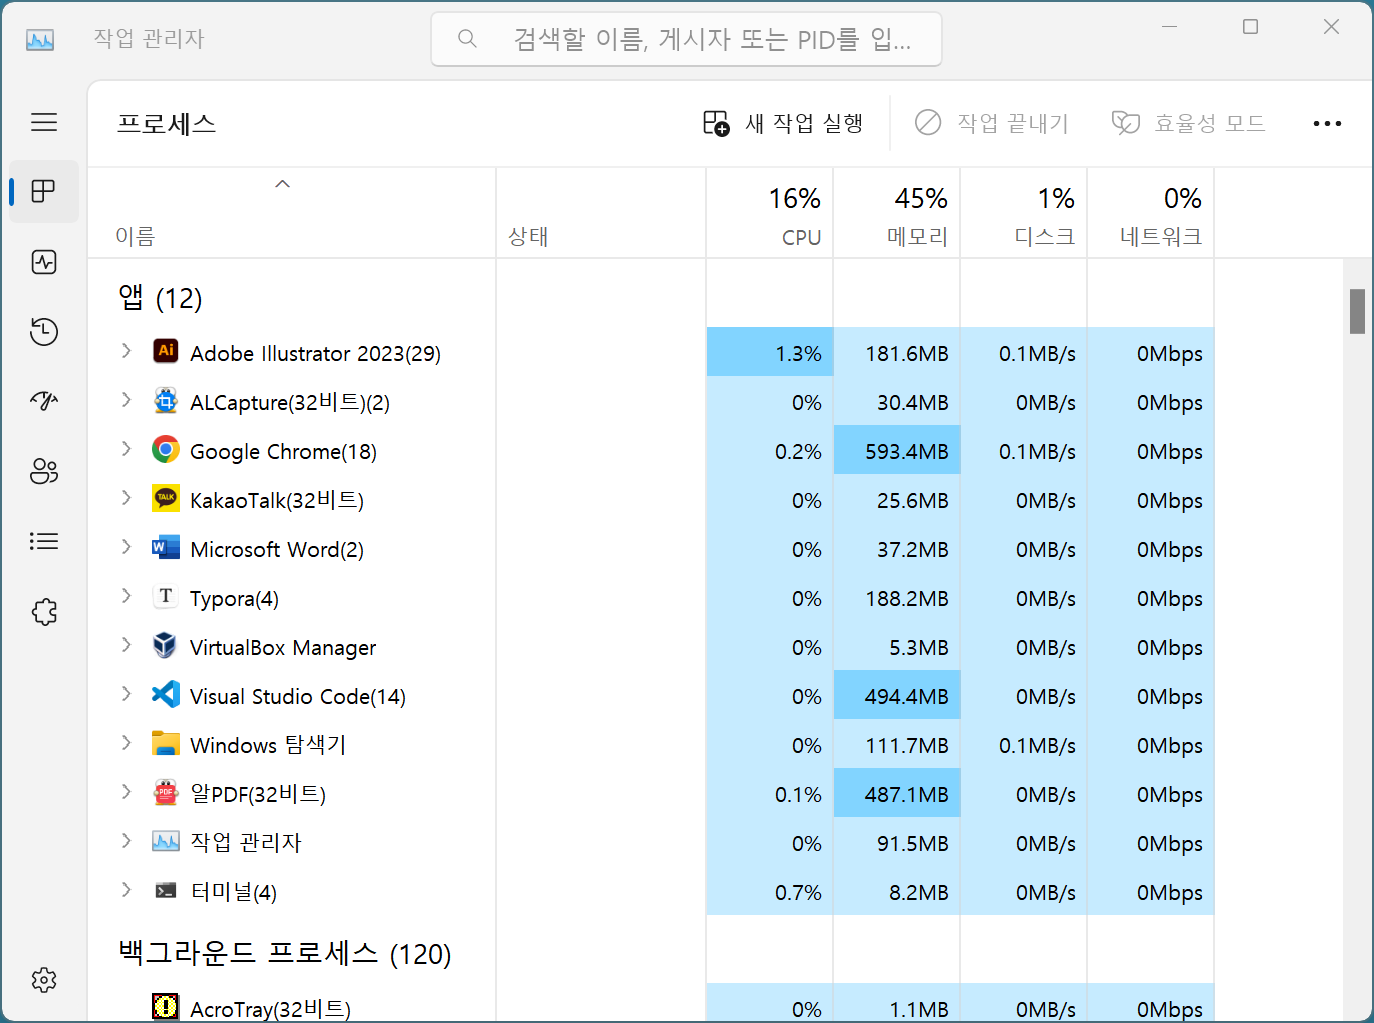 작업 관리자
검색할 이름, 게시자 또는 PID를 입...
프로세스
새 작업 실행
작업 끝내기
효율성 모드
이름 상태 16% CPU 45% 메모리 1% 디스크 0% 네트워크
앱 (12)
Ai Adobe Illustrator 2023(29) 1.3% 181.6MB 0.1MB/s 0Mbps
ALCapture(32비트)(2) 0% 30.4MB 0MB/s 0Mbps
Google Chrome(18) 0.2% 593.4MB 0.1MB/s 0Mbps
TALK KakaoTalk(32비트) 0% 25.6MB 0MB/s 0Mbps
W Microsoft Word(2) 0% 37.2MB 0MB/s 0Mbps
T Typora(4) 0% 188.2MB 0MB/s 0Mbps
VirtualBox Manager 0% 5.3MB 0MB/s 0Mbps
Visual Studio Code(14) 0% 494.4MB 0MB/s 0Mbps
Windows 탐색기 0% 111.7MB 0.1MB/s 0Mbps
PDF 알PDF(32비트) 0.1% 487.1MB 0MB/s 0Mbps
작업 관리자 0% 91.5MB 0MB/s 0Mbps
터미널(4) 0.7% 8.2MB 0MB/s 0Mbps
백그라운드 프로세스 (120)
AcroTray(32비트) 0% 1.1MB 0MB/s 0Mbps